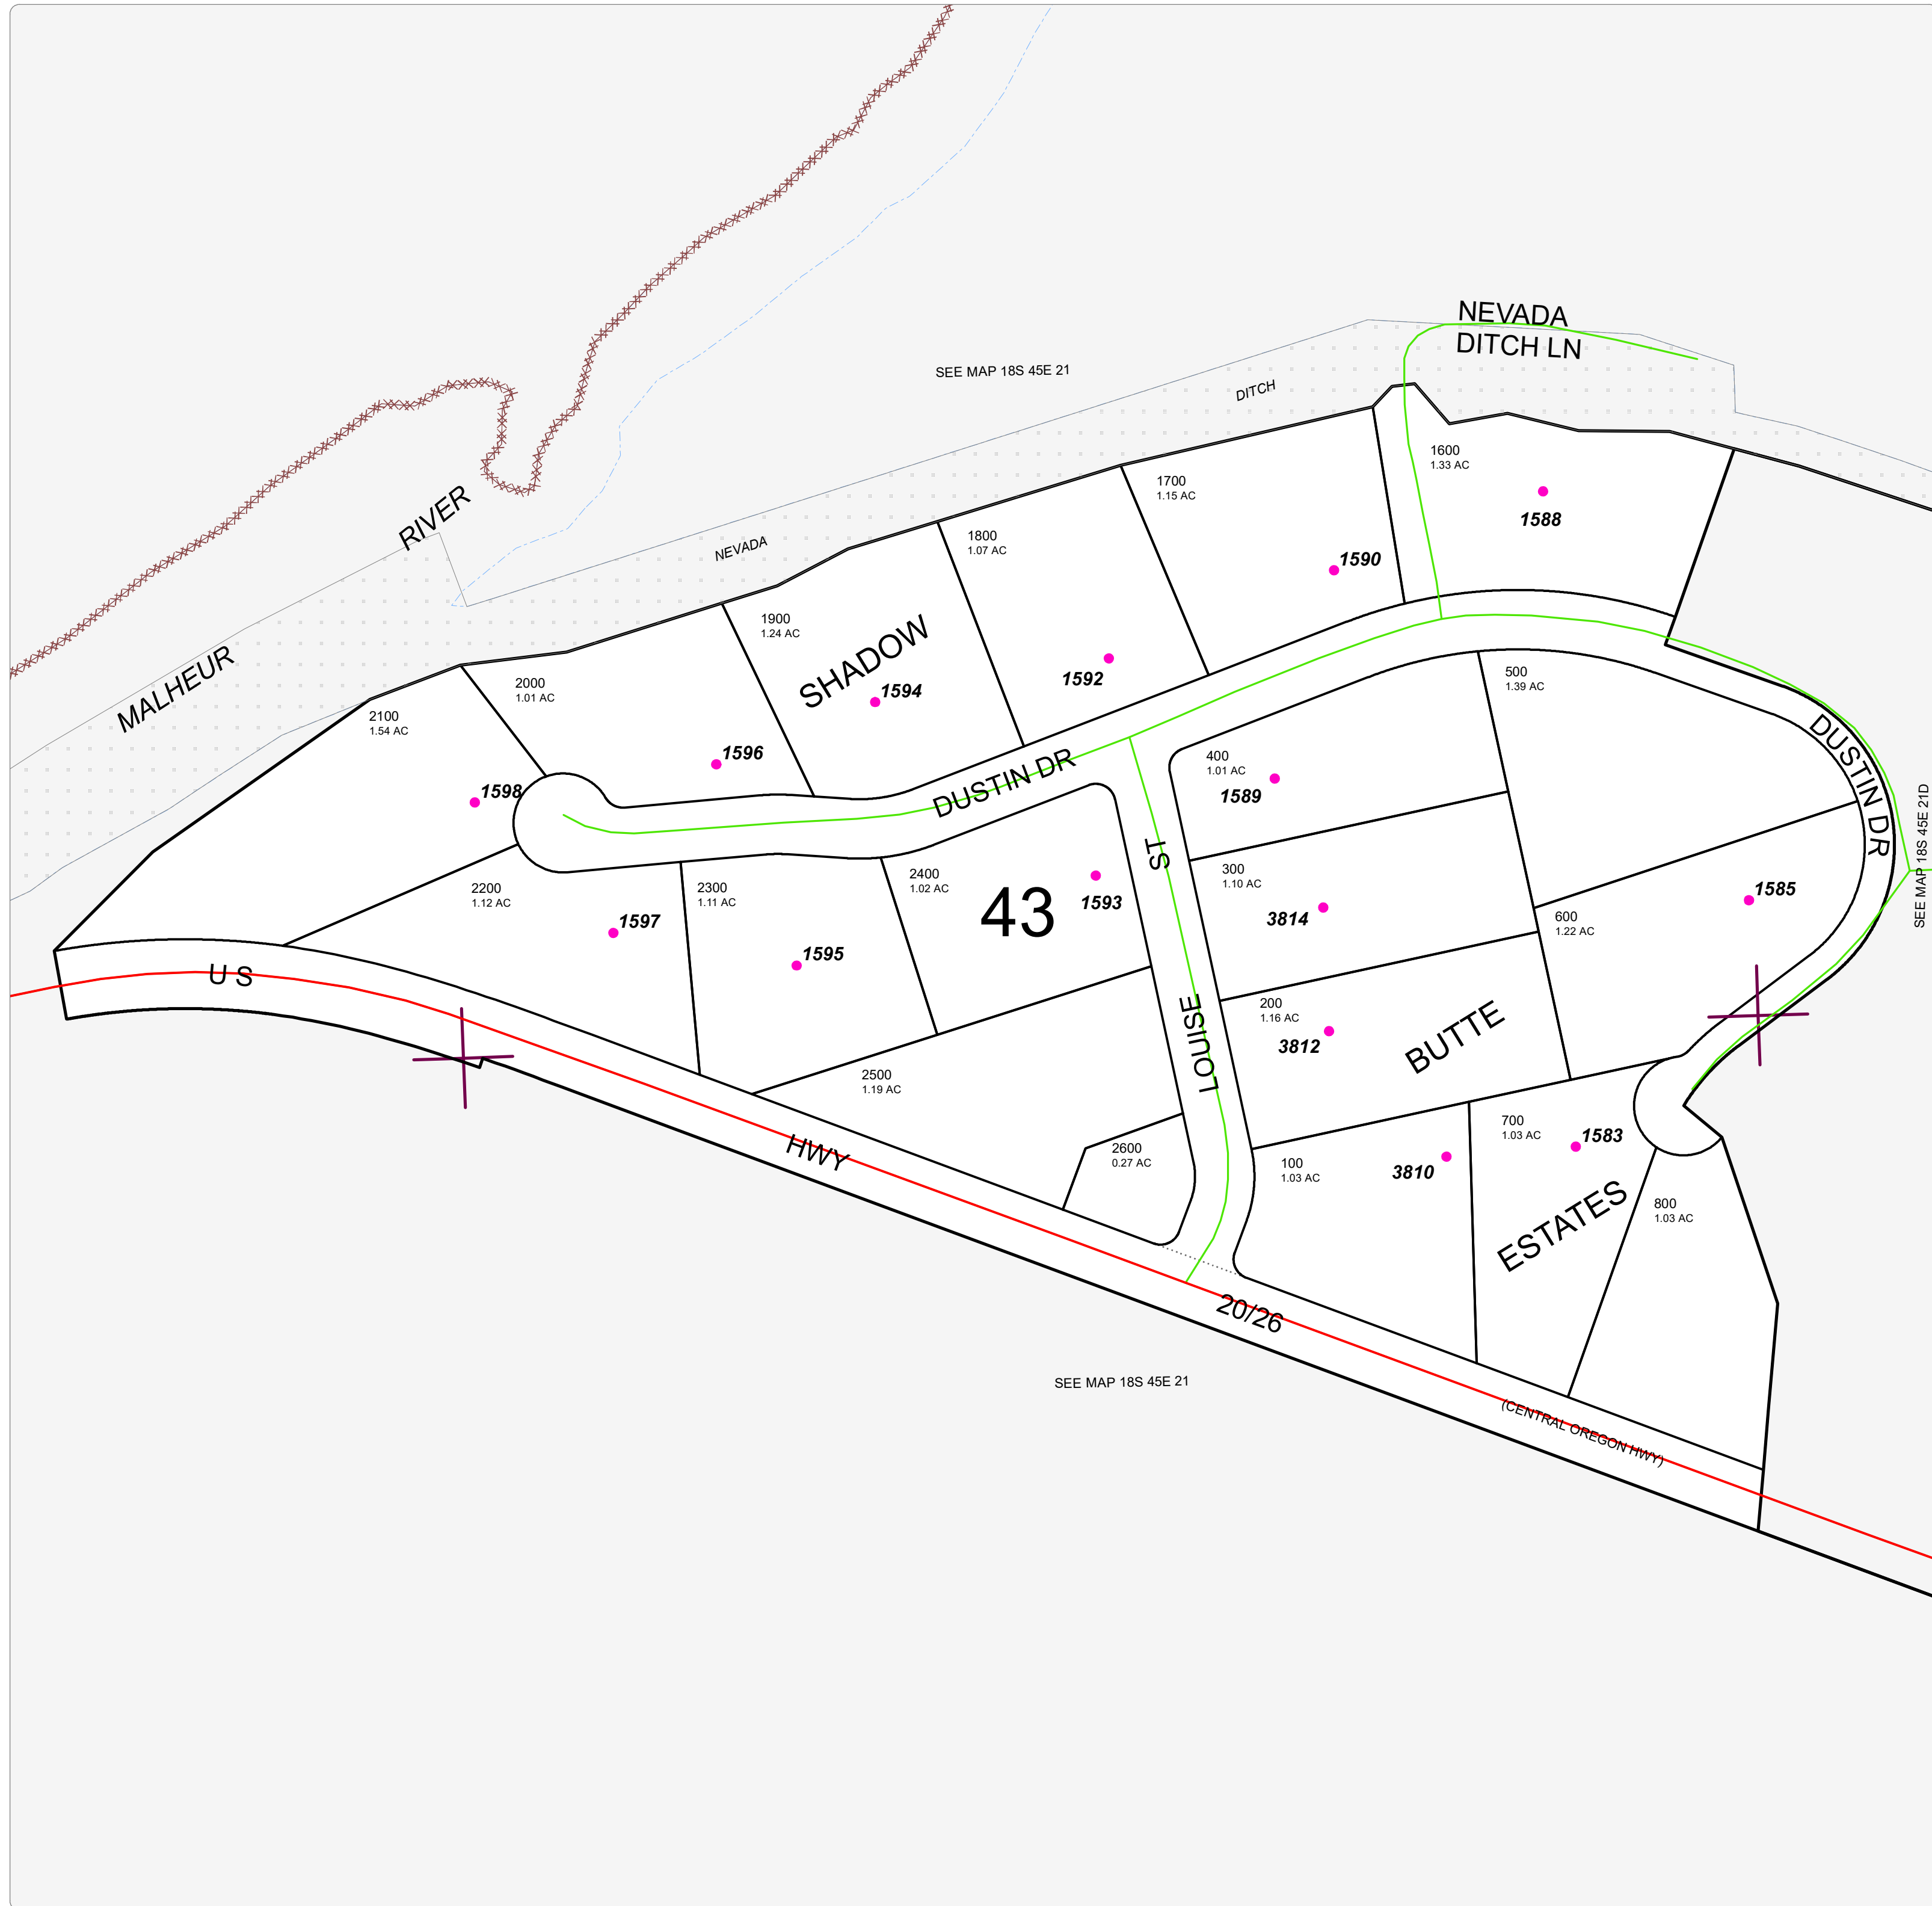 NEVADA
DITCH LN
SEE MAP 18S 45E 21
DITCH
1600
1.33 AC
1588
1700
1.15 AC
1590
RIVER
NEVADA
1800
1.07 AC
1592
1900
1.24 AC
SHADOW
1594
MALHEUR
2000
1.01 AC
1596
2100
1.54 AC
1598
500
1.39 AC
DUSTIN DR
DUSTIN DR
400
1.01 AC
1589
SEE MAP 18S 45E 21D
ST
300
1.10 AC
3814
2200
1.12 AC
1597
2300
1.11 AC
1595
2400
1.02 AC
43
1593
1585
600
1.22 AC
U S
LOUISE
200
1.16 AC
3812
BUTTE
2500
1.19 AC
HWY
2600
0.27 AC
100
1.03 AC
3810
700
1.03 AC
1583
ESTATES
800
1.03 AC
20/26
SEE MAP 18S 45E 21
(CENTRAL OREGON HWY)